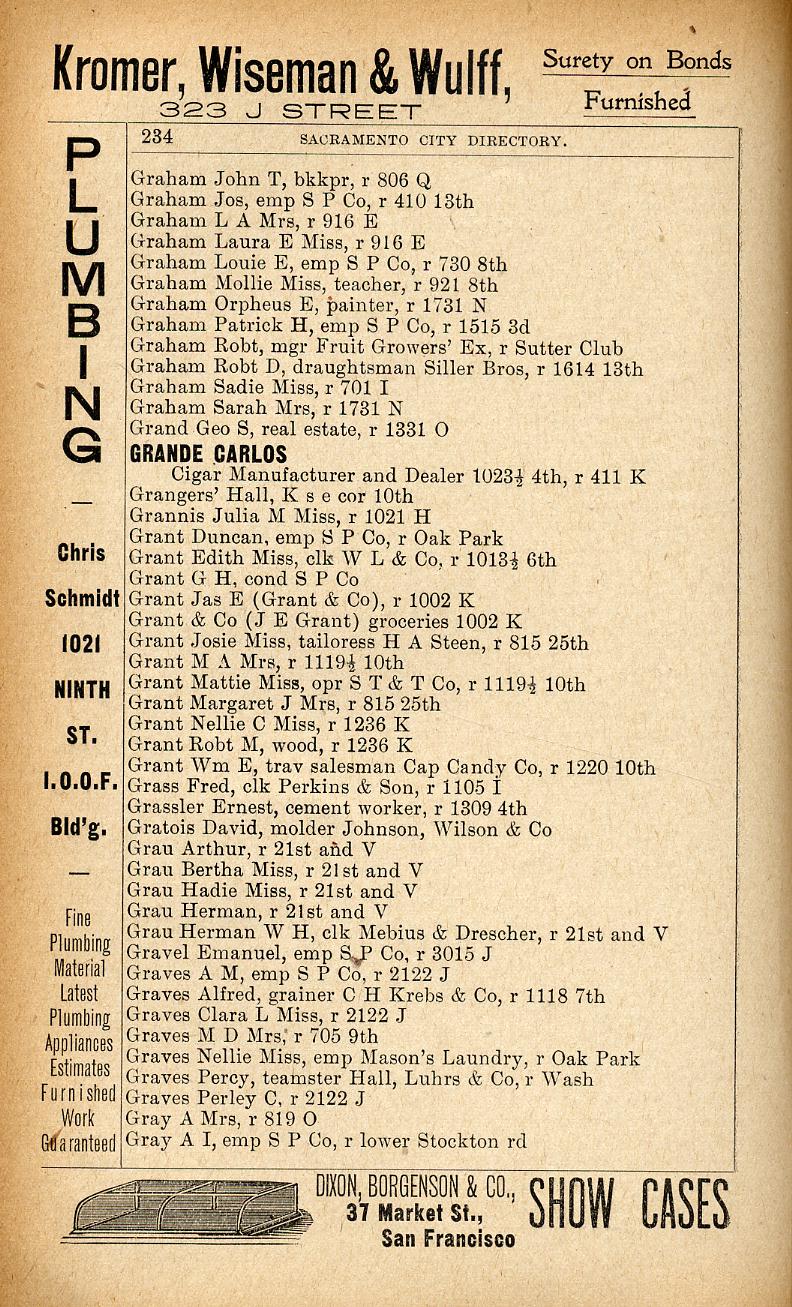 Kromer, Wiseman & Wulff,
323 J STREET
Surety on Bonds
Furnished
PLUMBING
—
Chris
Schmidt
1021
NINTH
ST.
I.O.O.F.
Bld'g.
—
Fine
Plumbing
Material
Latest
Plumbing
Appliances
Estimates
Furnished
Work
Guaranteed
234 SACRAMENTO CITY DIRECTORY.
Graham John T, bkkpr, r 806 Q
Graham Jos, emp S P Co, r 410 13th
Graham L A Mrs, r 916 E
Graham Laura E Miss, r 916 E
Graham Louie E, emp S P Co, r 730 8th
Graham Mollie Miss, teacher, r 921 8th
Graham Orpheus E, painter, r 1731 N
Graham Patrick H, emp S P Co, r 1515 3d
Graham Robt, mgr Fruit Growers' Ex, r Sutter Club
Graham Robt D, draughtsman Siller Bros, r 1614 13th
Graham Sadie Miss, r 701 I
Graham Sarah Mrs, r 1731 N
Grand Geo S, real estate, r 1331 O
GRANDE CARLOS
Cigar Manufacturer and Dealer 1023½ 4th, r 411 K
Grangers' Hall, K s e cor 10th
Grannis Julia M Miss, r 1021 H
Grant Duncan, emp S P Co, r Oak Park
Grant Edith Miss, clk W L & Co, r 1013½ 6th
Grant G H, cond S P Co
Grant Jas E (Grant & Co), r 1002 K
Grant & Co (J E Grant) groceries 1002 K
Grant Josie Miss, tailoress H A Steen, r 815 25th
Grant M A Mrs, r 1119½ 10th
Grant Mattie Miss, opr S T & T Co, r 1119½ 10th
Grant Margaret J Mrs, r 815 25th
Grant Nellie C Miss, r 1236 K
Grant Robt M, wood, r 1236 K
Grant Wm E, trav salesman Cap Candy Co, r 1220 10th
Grass Fred, clk Perkins & Son, r 1105 I
Grassler Ernest, cement worker, r 1309 4th
Gratois David, molder Johnson, Wilson & Co
Grau Arthur, r 21st and V
Grau Bertha Miss, r 21st and V
Grau Hadie Miss, r 21st and V
Grau Herman, r 21st and V
Grau Herman W H, clk Mebius & Drescher, r 21st and V
Gravel Emanuel, emp S P Co, r 3015 J
Graves A M, emp S P Co, r 2122 J
Graves Alfred, grainer C H Krebs & Co, r 1118 7th
Graves Clara L Miss, r 2122 J
Graves M D Mrs, r 705 9th
Graves Nellie Miss, emp Mason's Laundry, r Oak Park
Graves Percy, teamster Hall, Luhrs & Co, r Wash
Graves Perley C, r 2122 J
Gray A Mrs, r 819 O
Gray A I, emp S P Co, r lower Stockton rd
DIXON, BORGENSON & CO.,
37 Market St.,
San Francisco
SHOW CASES